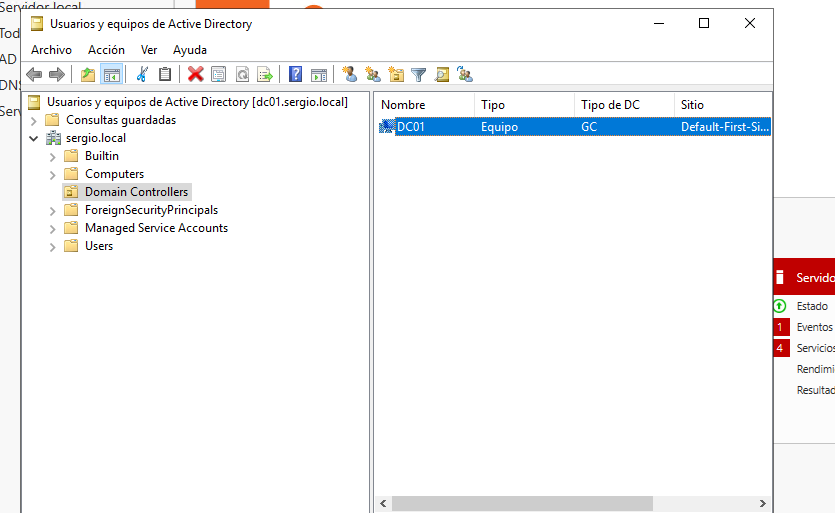 Servidor local
Usuarios y equipos de Active Directory
Archivo Acción Ver Ayuda
Usuarios y equipos de Active Directory [dc01.sergio.local]
Consultas guardadas
sergio.local
Builtin
Computers
Domain Controllers
ForeignSecurityPrincipals
Managed Service Accounts
Users
Nombre Tipo Tipo de DC Sitio
DC01 Equipo GC Default-First-Si...
Tod
AD
DNS
Ser
Servido
Estado
1 Eventos
4 Servicios
Rendimi
Resultad